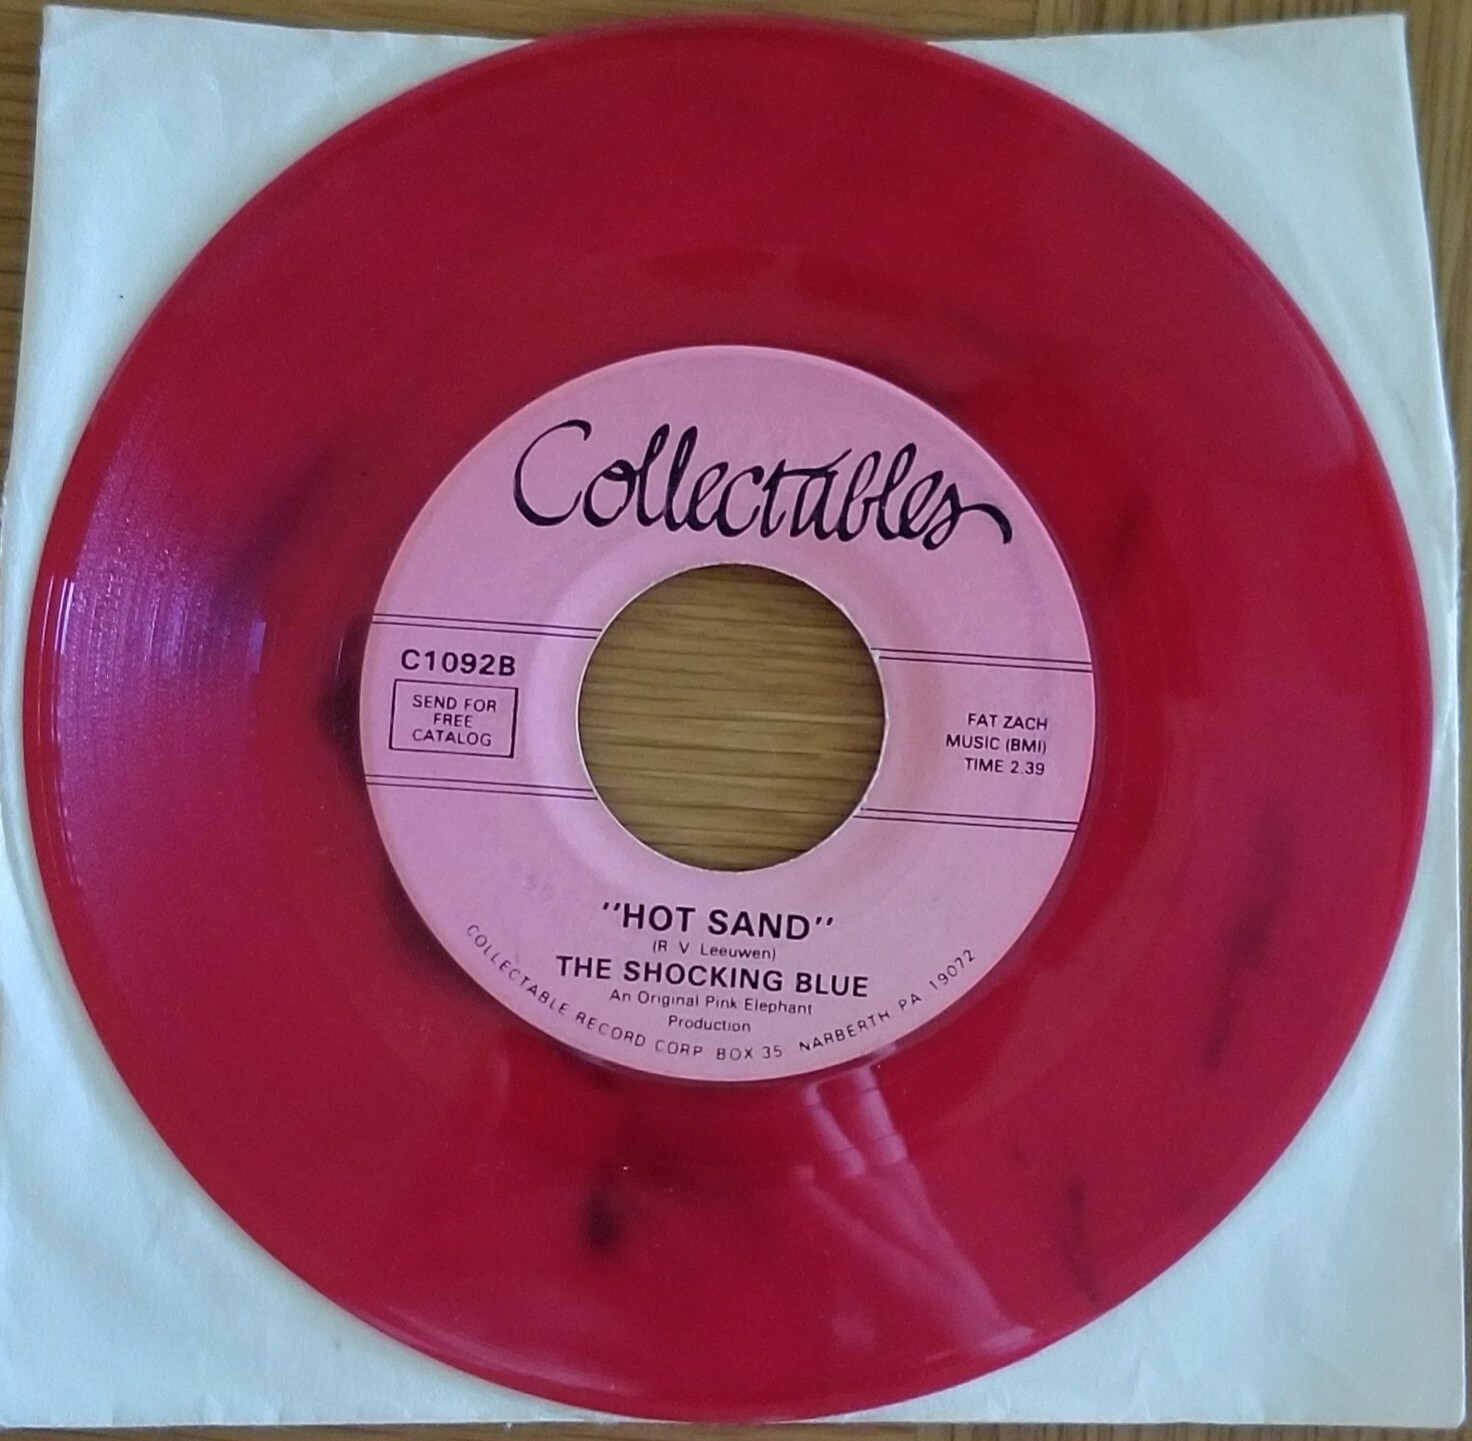 Collectables
C1092B
SEND FOR
FREE
CATALOG
FAT ZACH
MUSIC (BMI)
TIME 2.39
"HOT SAND"
(R V Leeuwen)
THE SHOCKING BLUE
An Original Pink Elephant
Production
COLLECTABLE RECORD CORP BOX 35 NARBERTH PA 19072